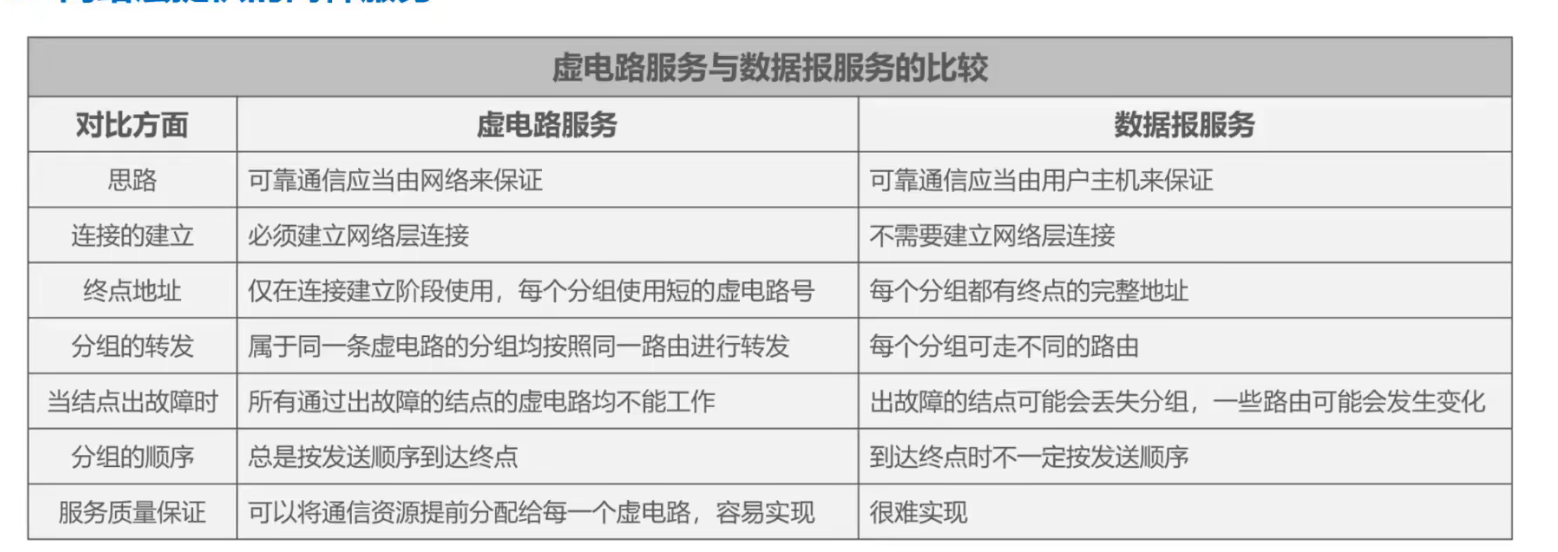 虚电路服务与数据报服务的比较
对比方面 虚电路服务 数据报服务
思路 可靠通信应当由网络来保证 可靠通信应当由用户主机来保证
连接的建立 必须建立网络层连接 不需要建立网络层连接
终点地址 仅在连接建立阶段使用，每个分组使用短的虚电路号 每个分组都有终点的完整地址
分组的转发 属于同一条虚电路的分组均按照同一路由进行转发 每个分组可走不同的路由
当结点出故障时 所有通过出故障的结点的虚电路均不能工作 出故障的结点可能会丢失分组，一些路由可能会发生变化
分组的顺序 总是按发送顺序到达终点 到达终点时不一定按发送顺序
服务质量保证 可以将通信资源提前分配给每一个虚电路，容易实现 很难实现